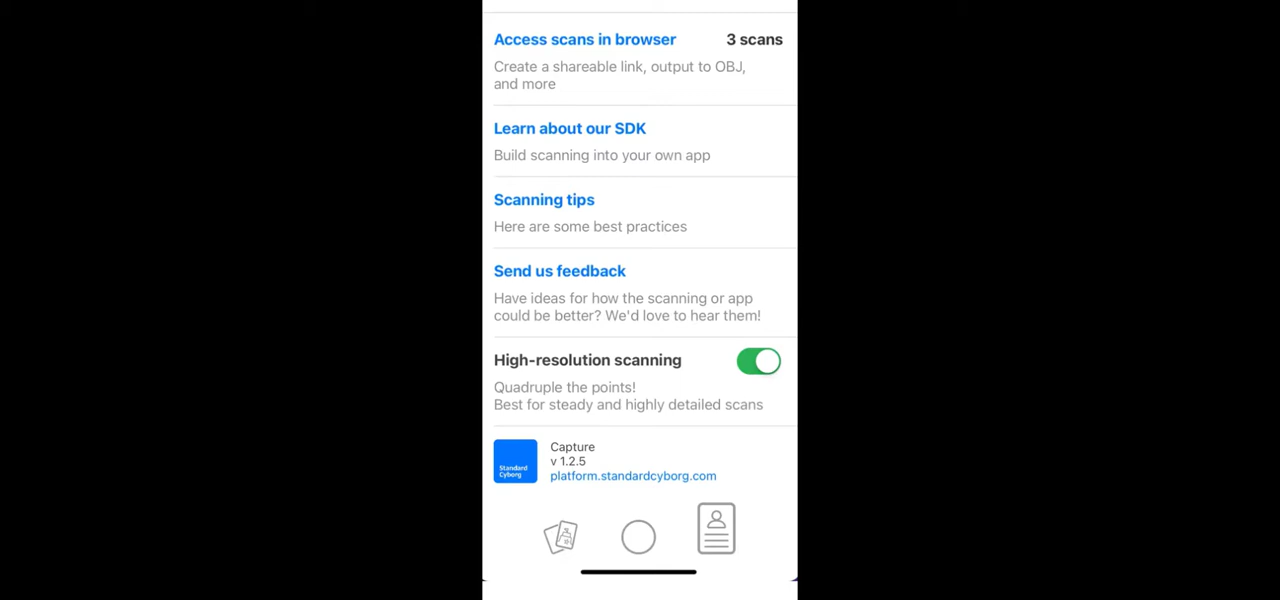 Access scans in browser 3 scans
Create a shareable link, output to OBJ,
and more
Learn about our SDK
Build scanning into your own app
Scanning tips
Here are some best practices
Send us feedback
Have ideas for how the scanning or app
could be better? We'd love to hear them!
High-resolution scanning
Quadruple the points!
Best for steady and highly detailed scans
Standard
Cyborg
Capture
v 1.2.5
platform.standardcyborg.com